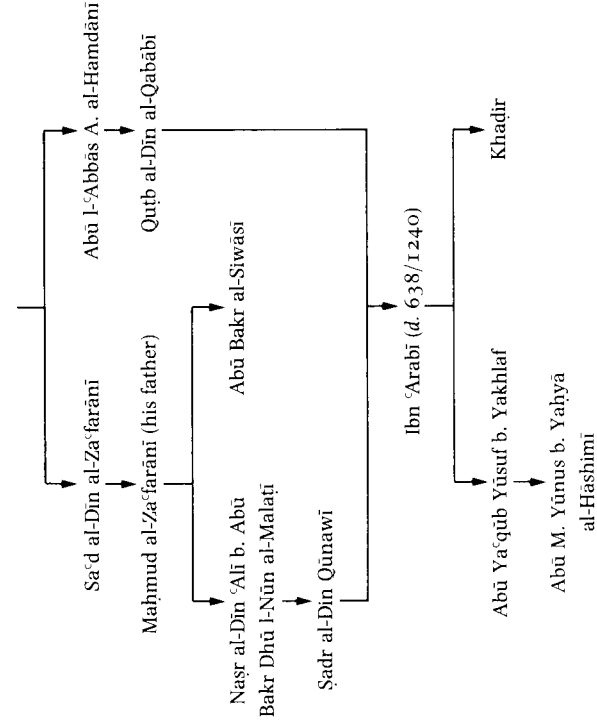 Saʿd al-Dīn al-Zaʿfarānī
Abū l-ʿAbbās A. al-Hamdānī
Maḥmud al-Zaʿfarānī (his father)
Quṭb al-Dīn al-Qabābī
Naṣr al-Dīn ʿAlī b. Abū
Bakr Dhū l-Nūn al-Malaṭī
Abū Bakr al-Siwāsī
Ṣadr al-Din Qūnawī
Ibn ʿArabī (d. 638/1240)
Abū Yaʿqūb Yūsuf b. Yakhlaf
Khaḍir
Abū M. Yūnus b. Yaḥyā
al-Hāshimī